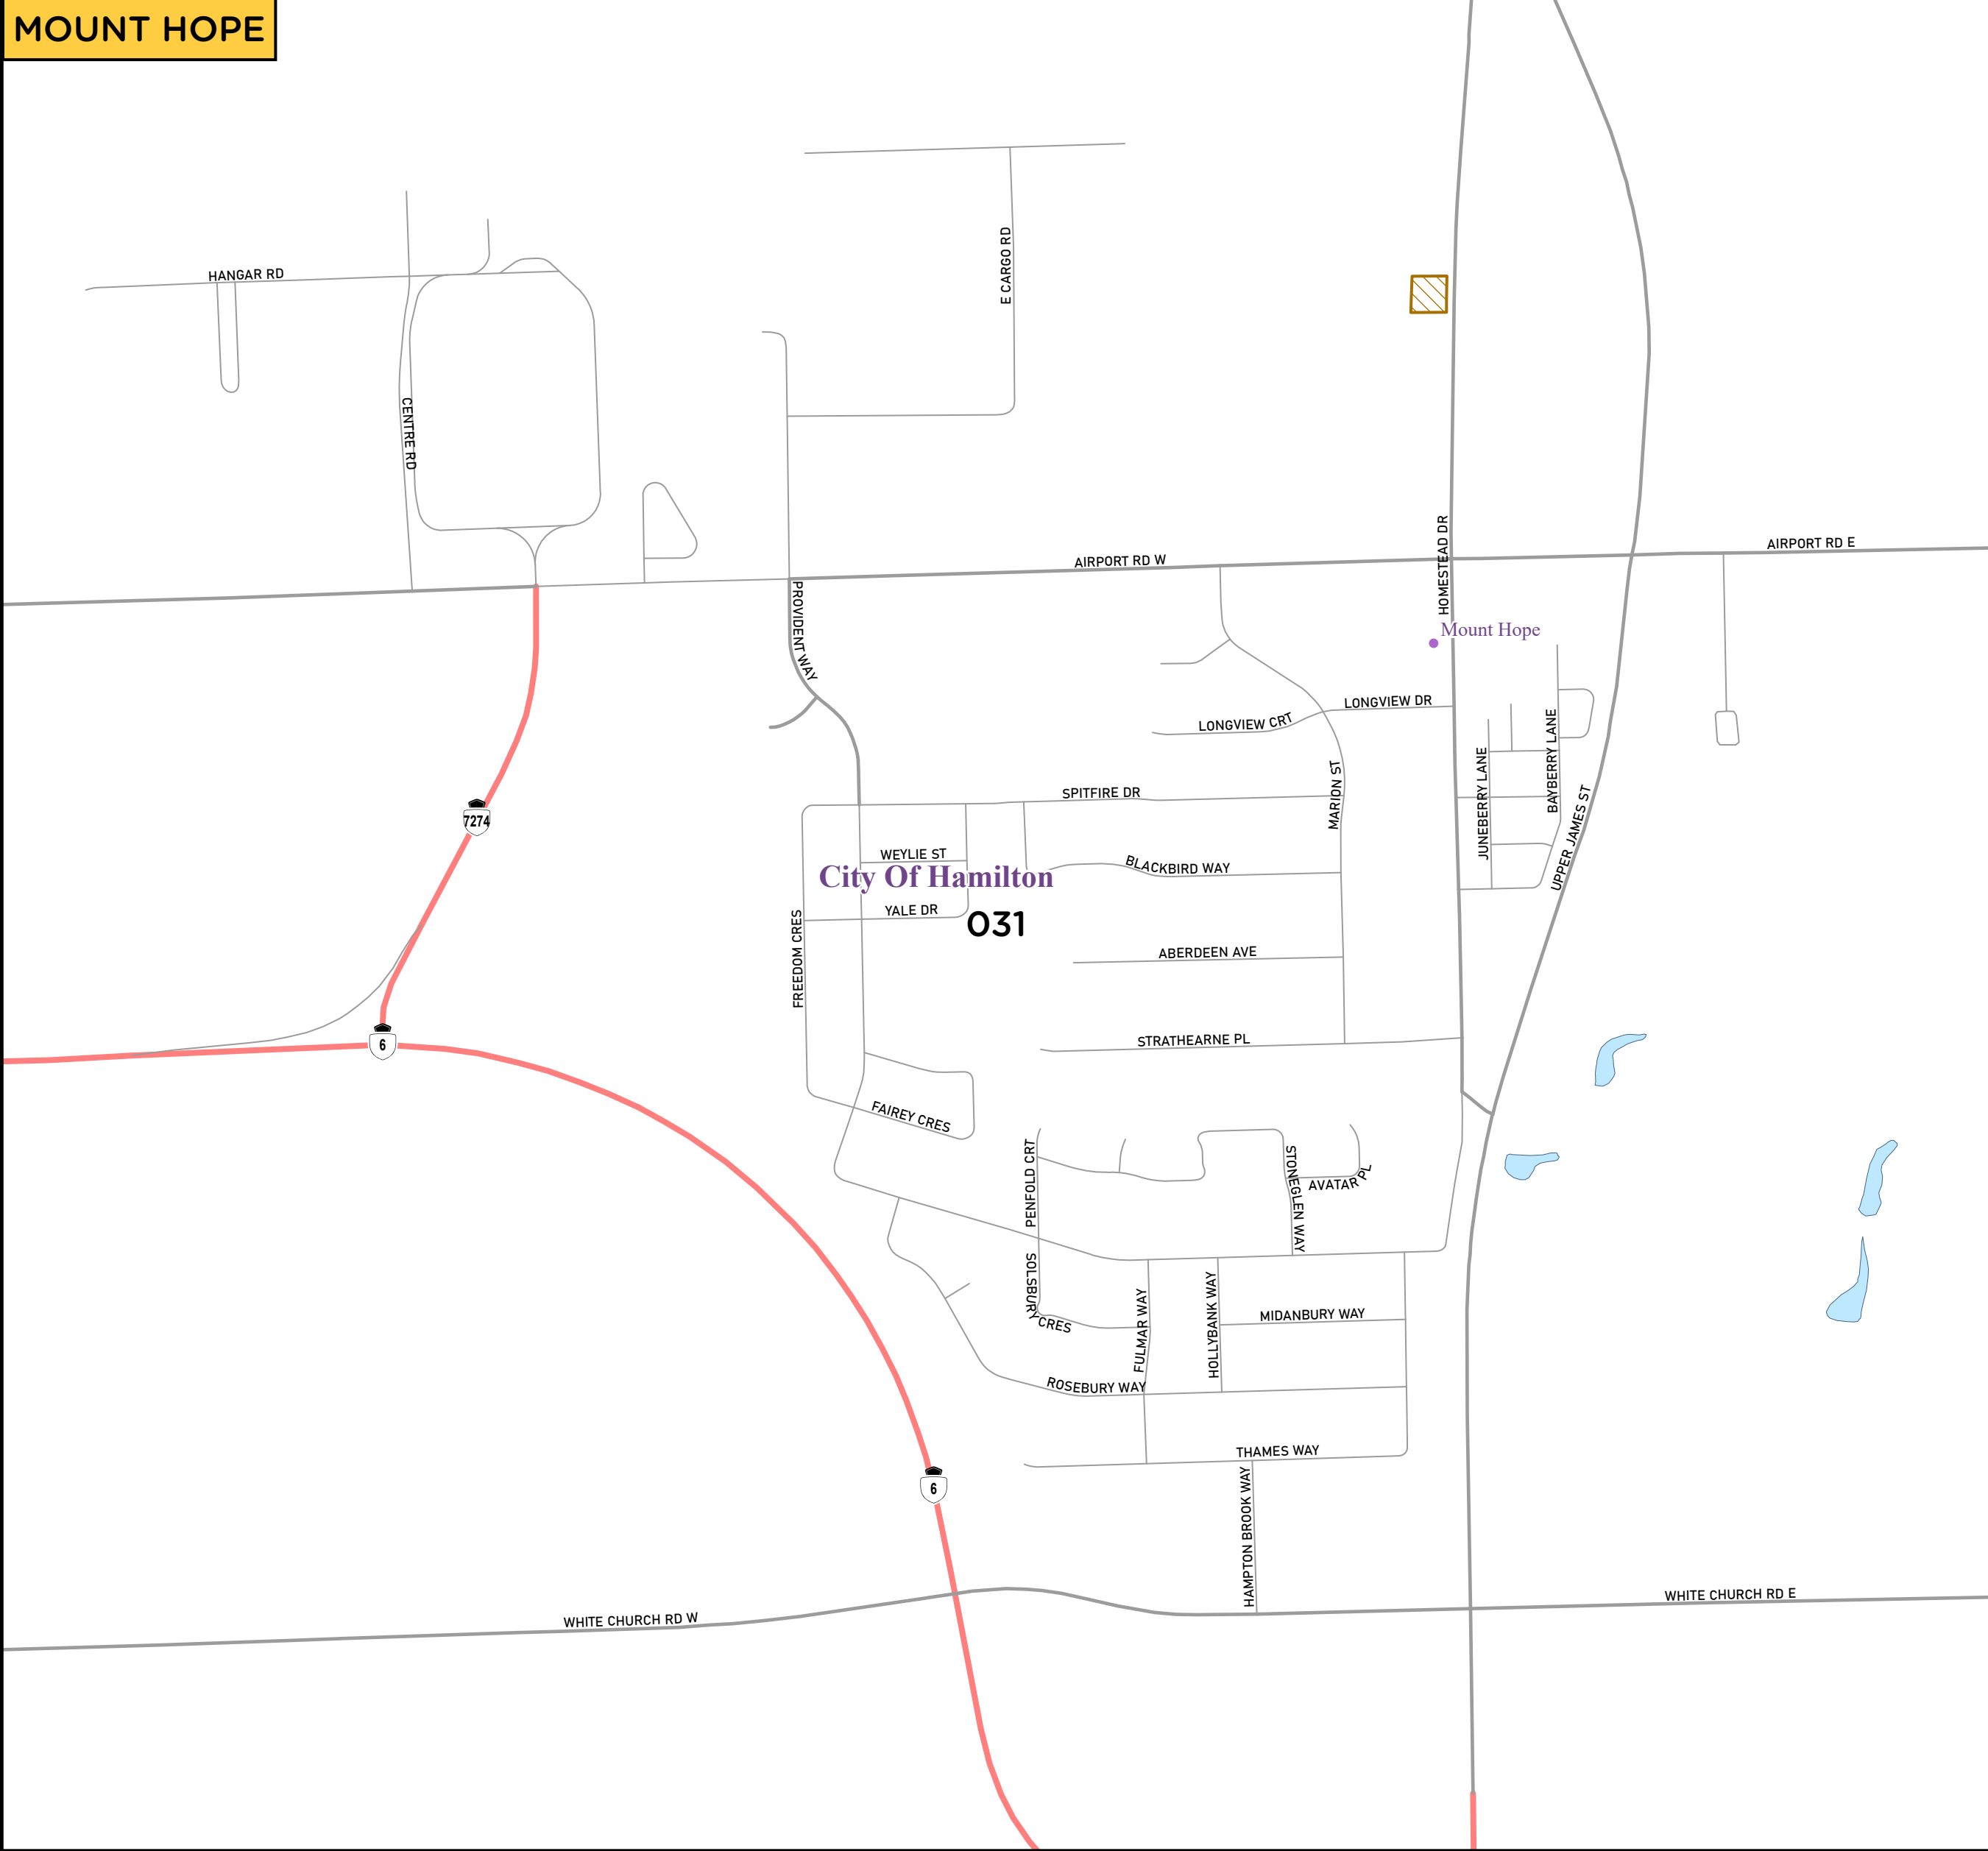 MOUNT HOPE
HANGAR RD
E CARGO RD
CENTRE RD
AIRPORT RD W
HOMESTEAD DR
AIRPORT RD E
PROVIDENT WAY
Mount Hope
LONGVIEW DR
LONGVIEW CRT
MARION ST
JUNEBERRY LANE
BAYBERRY LANE
UPPER JAMES ST
7274
SPITFIRE DR
WEYLIE ST
BLACKBIRD WAY
City Of Hamilton
YALE DR
031
FREEDOM CRES
ABERDEEN AVE
6
STRATHEARNE PL
FAIREY CRES
PENFOLD CRT
STONEGLEN WAY
AVATAR PL
SOLSBURY CRES
FULMAR WAY
HOLLYBANK WAY
MIDANBURY WAY
ROSEBURY WAY
THAMES WAY
6
HAMPTON BROOK WAY
WHITE CHURCH RD W
WHITE CHURCH RD E